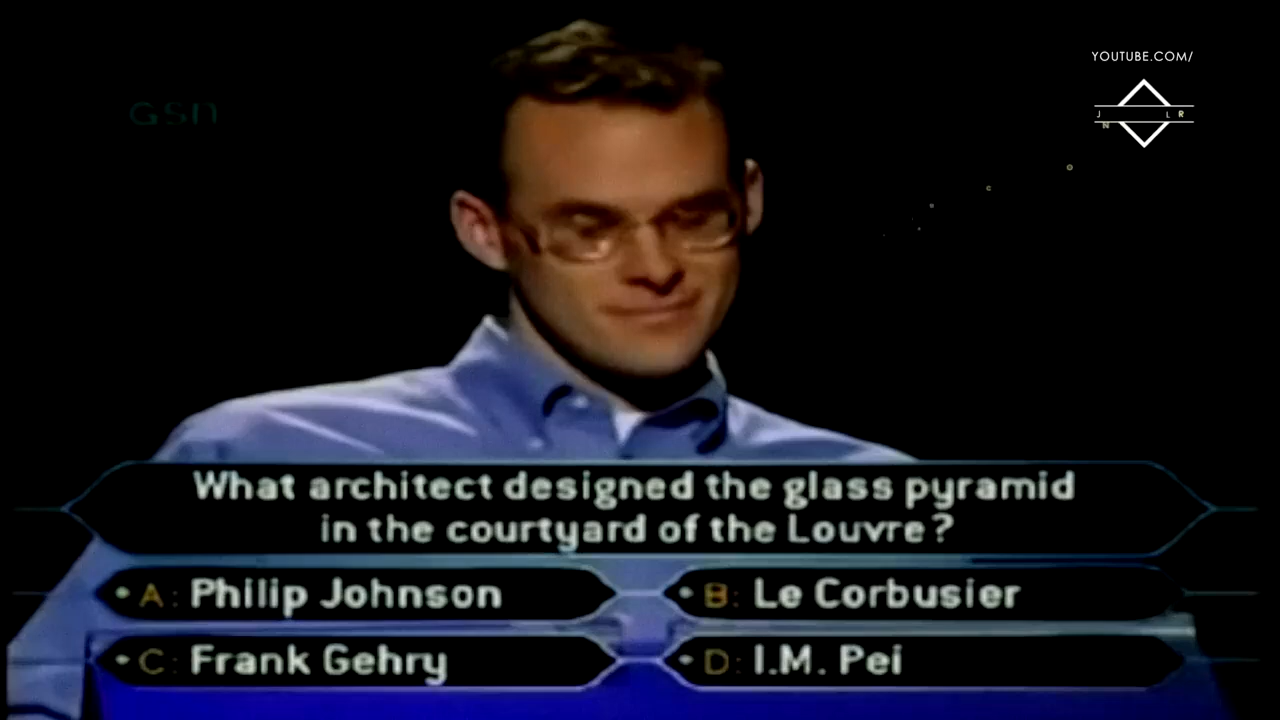 YOUTUBE.COM/
GSN
J L R
N
What architect designed the glass pyramid
in the courtyard of the Louvre?
A: Philip Johnson
B: Le Corbusier
C: Frank Gehry
D: I.M. Pei